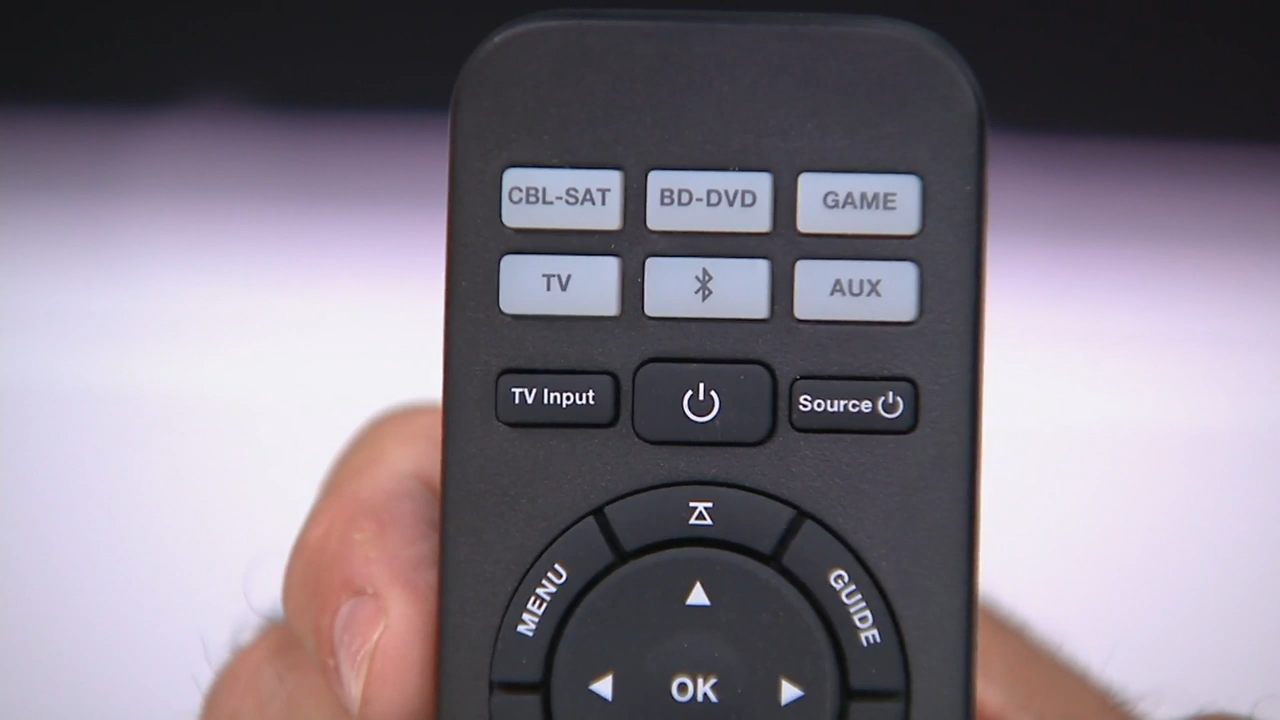 CBL-SAT BD-DVD GAME
TV AUX
TV Input Source
MENU GUIDE
OK